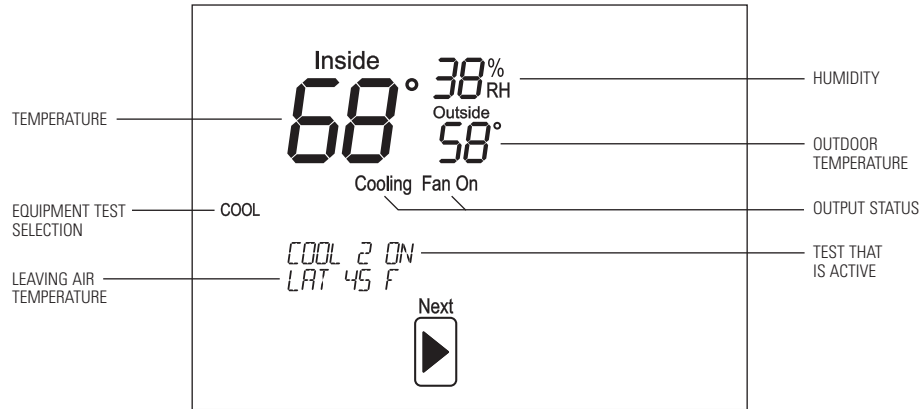 Inside
68°
38% RH
Outside
58°
Cooling Fan On
COOL
COOL 2 ON
LAT 45 F
Next
TEMPERATURE
EQUIPMENT TEST
SELECTION
LEAVING AIR
TEMPERATURE
HUMIDITY
OUTDOOR
TEMPERATURE
OUTPUT STATUS
TEST THAT
IS ACTIVE